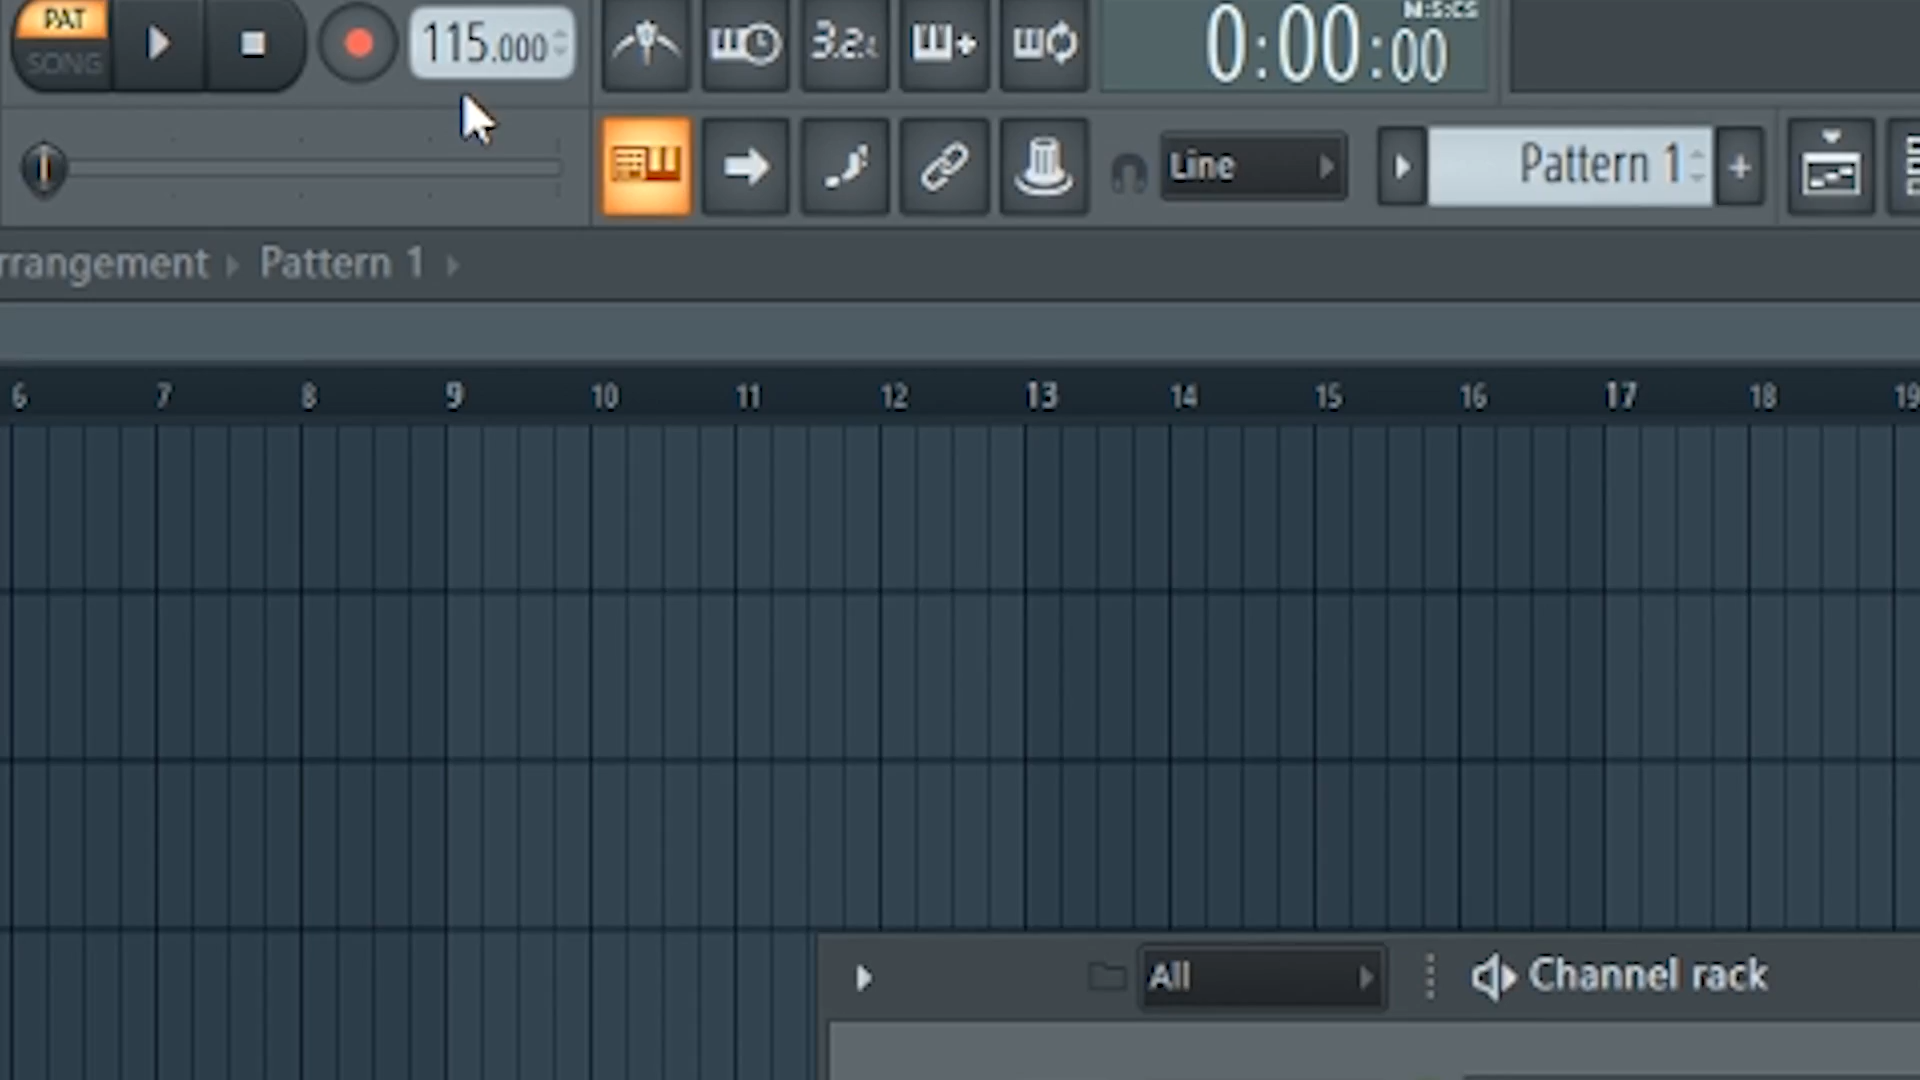 PAT
SONG
115.000
3.2.
M:S:CS
0:00:00
Line
Pattern 1
rrangement
Pattern 1
6 7 8 9 10 11 12 13 14 15 16 17 18 19
All
Channel rack